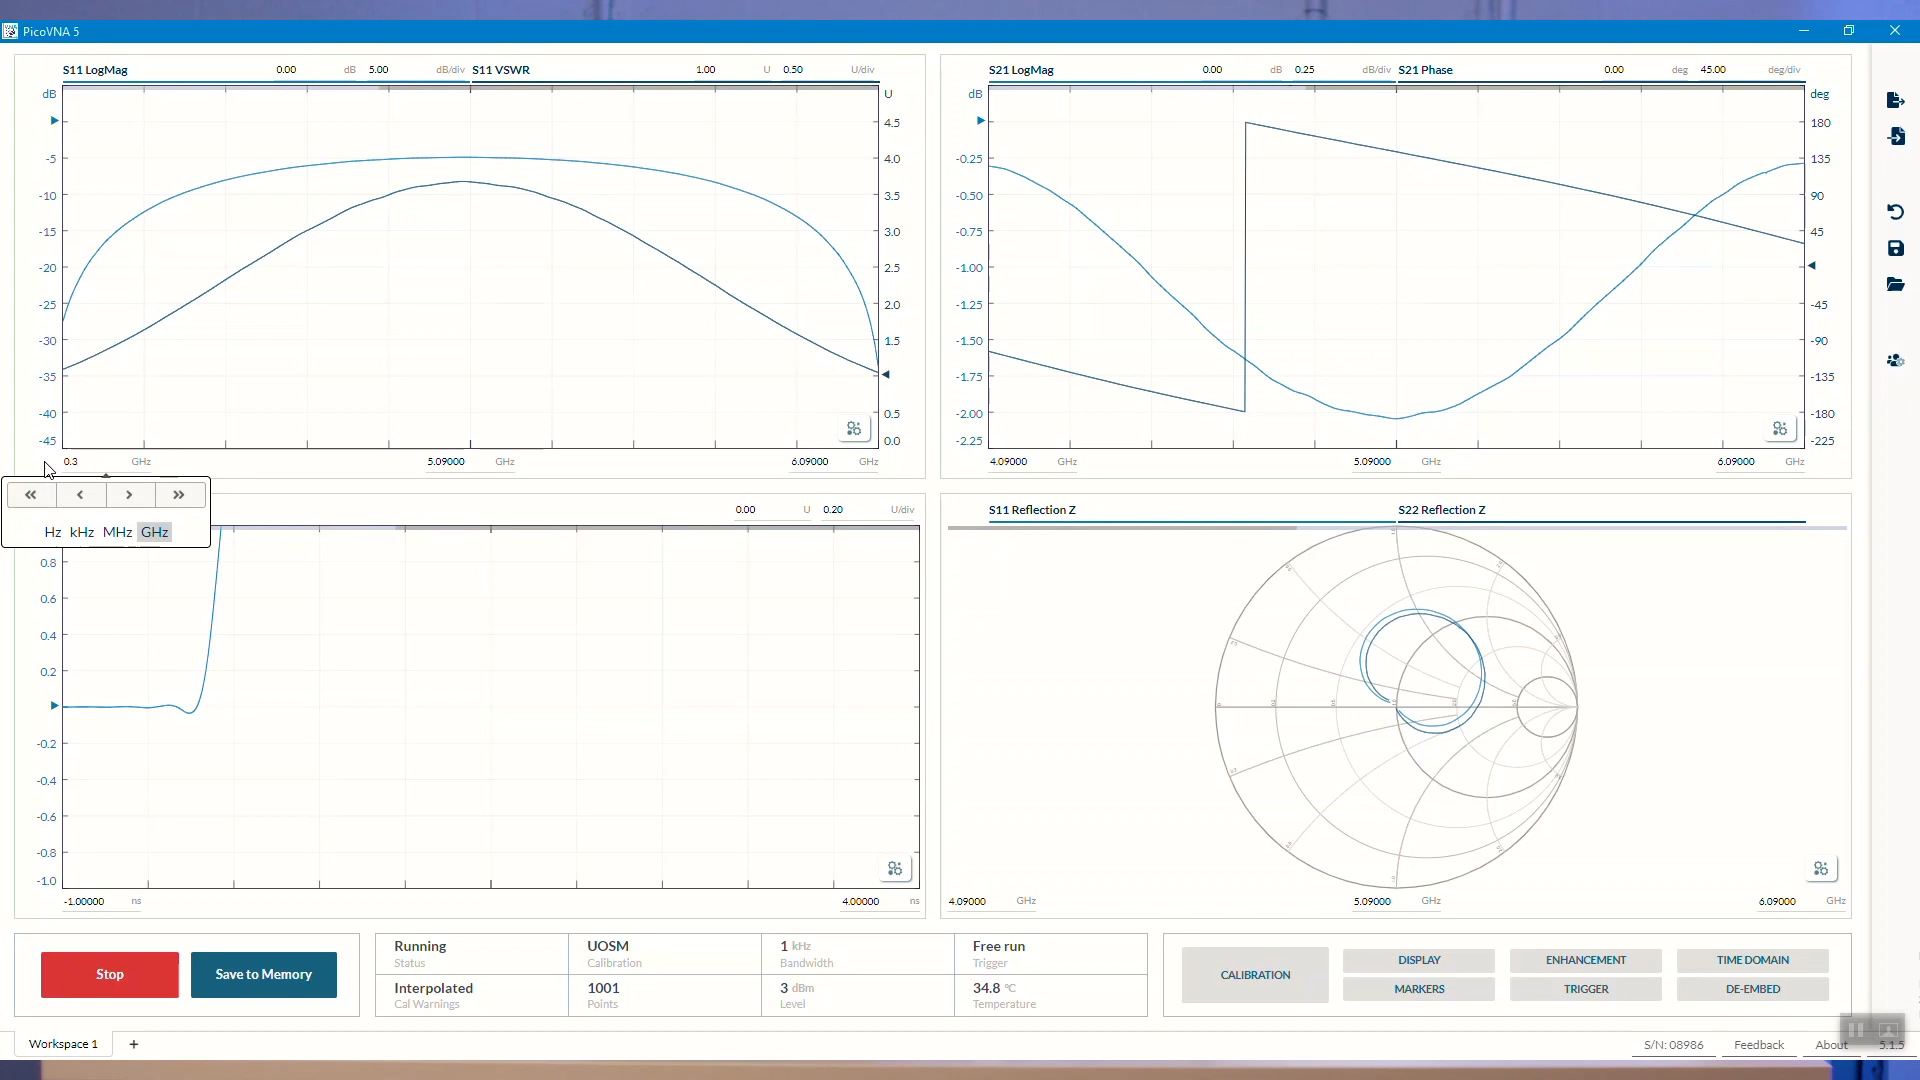 PicoVNA 5
S11 LogMag 0.00 dB 5.00 dB/div S11 VSWR 1.00 U 0.50 U/div
dB U
4.5
-5 4.0
-10 3.5
-15 3.0
-20 2.5
-25 2.0
-30 1.5
-35
-40 0.5
-45 0.0
0.3 GHz 5.09000 GHz 6.09000 GHz
S21 LogMag 0.00 dB 0.25 dB/div S21 Phase 0.00 deg 45.00 deg/div
dB deg
180
-0.25 135
-0.50 90
-0.75 45
-1.00
-1.25 -45
-1.50 -90
-1.75 -135
-2.00 -180
-2.25 -225
4.09000 GHz 5.09000 GHz 6.09000 GHz
Hz kHz MHz GHz
0.00 U 0.20 U/div
0.8
0.6
0.4
0.2
-0.2
-0.4
-0.6
-0.8
-1.0
-1.00000 ns 4.00000 ns
S11 Reflection Z S22 Reflection Z
4.09000 GHz 5.09000 GHz 6.09000 GHz
Stop
Save to Memory
Running
Status
UOSM
Calibration
1 kHz
Bandwidth
Free run
Trigger
Interpolated
Cal Warnings
1001
Points
3 dBm
Level
34.8 °C
Temperature
CALIBRATION
DISPLAY
ENHANCEMENT
TIME DOMAIN
MARKERS
TRIGGER
DE-EMBED
Workspace 1 +
S/N: 08986 Feedback About 5.1.5